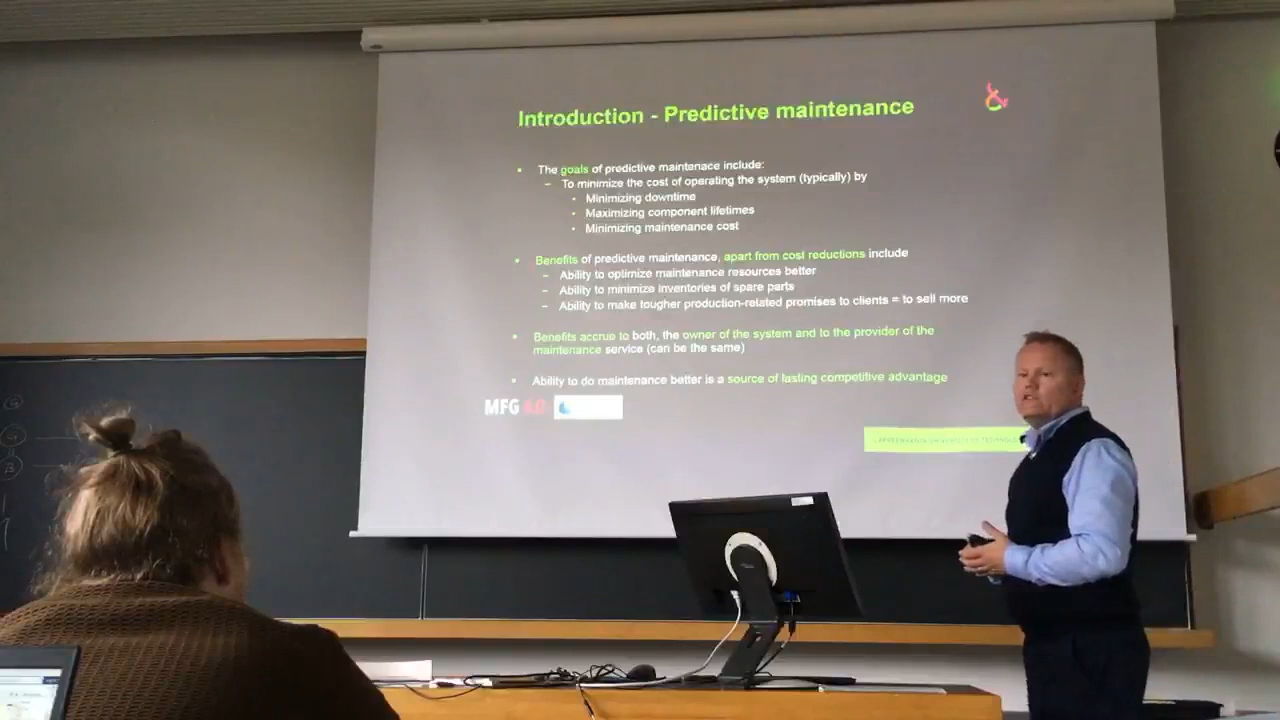 Introduction - Predictive maintenance
&
• The goals of predictive maintenace include:
– To minimize the cost of operating the system (typically) by
• Minimizing downtime
• Maximizing component lifetimes
• Minimizing maintenance cost
• Benefits of predictive maintenance, apart from cost reductions include
– Ability to optimize maintenance resources better
– Ability to minimize inventories of spare parts
– Ability to make tougher production-related promises to clients = to sell more
• Benefits accrue to both, the owner of the system and to the provider of the
maintenance service (can be the same)
• Ability to do maintenance better is a source of lasting competitive advantage
MFG 4.0